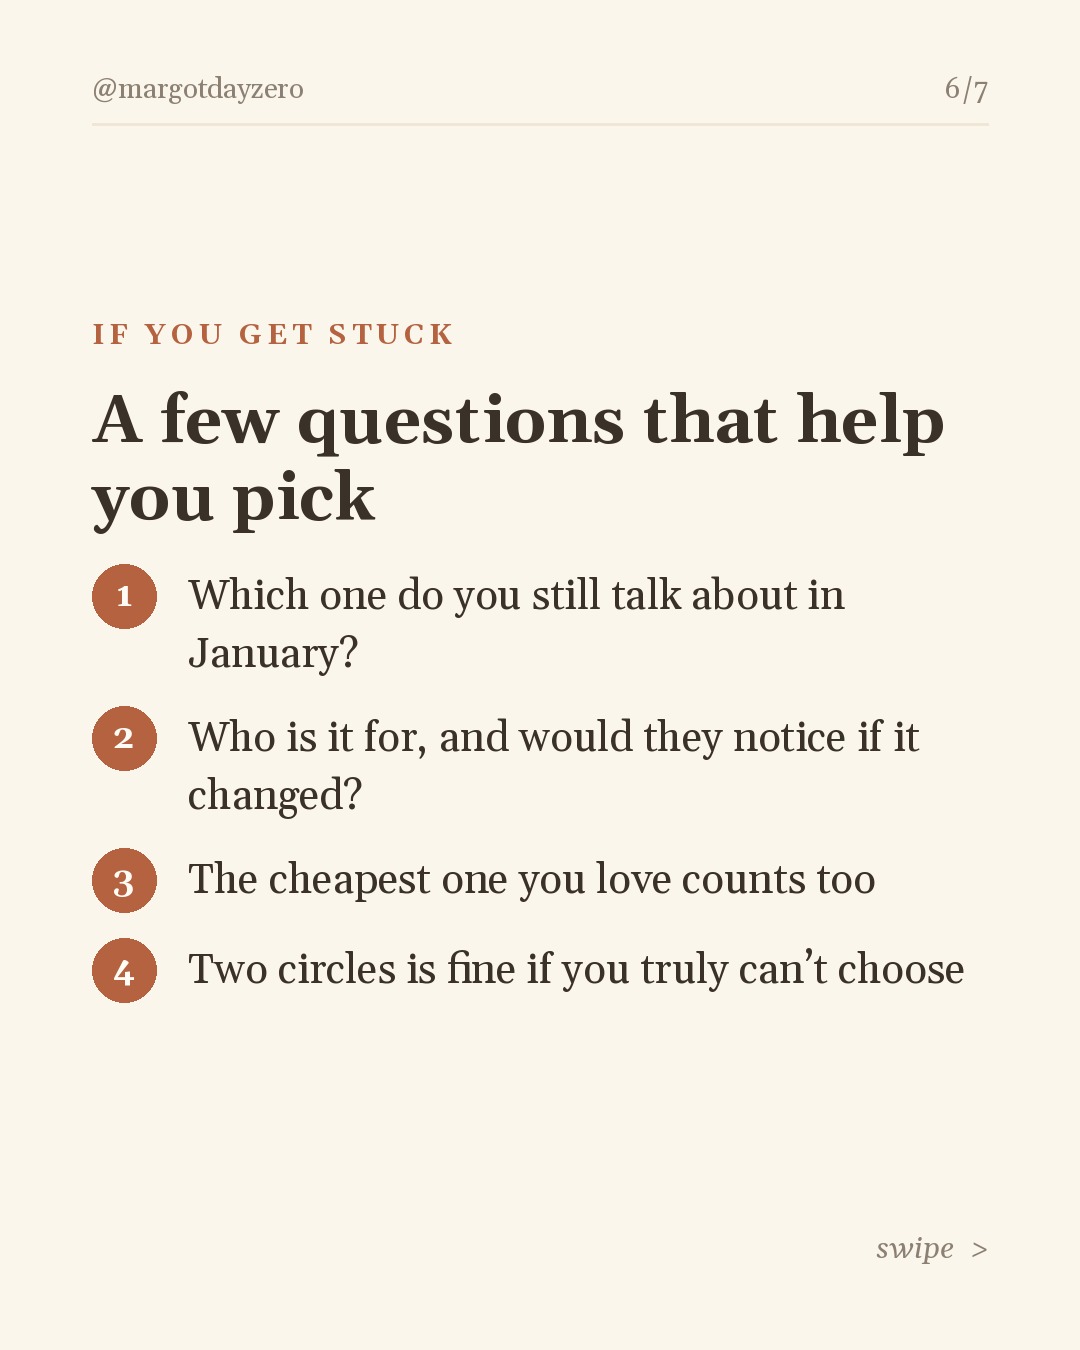 @margotdayzero
6/7
IF YOU GET STUCK
A few questions that help
you pick
1 Which one do you still talk about in
January?
2 Who is it for, and would they notice if it
changed?
3 The cheapest one you love counts too
4 Two circles is fine if you truly can’t choose
swipe >